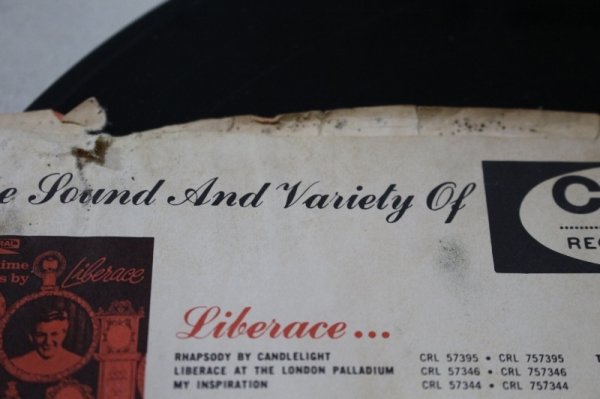 Sound And Variety Of
REC
Liberace
Liberace...
RHAPSODY BY CANDLELIGHT CRL 57395 • CRL 757395
LIBERACE AT THE LONDON PALLADIUM CRL 57346 • CRL 757346
MY INSPIRATION CRL 57344 • CRL 757344